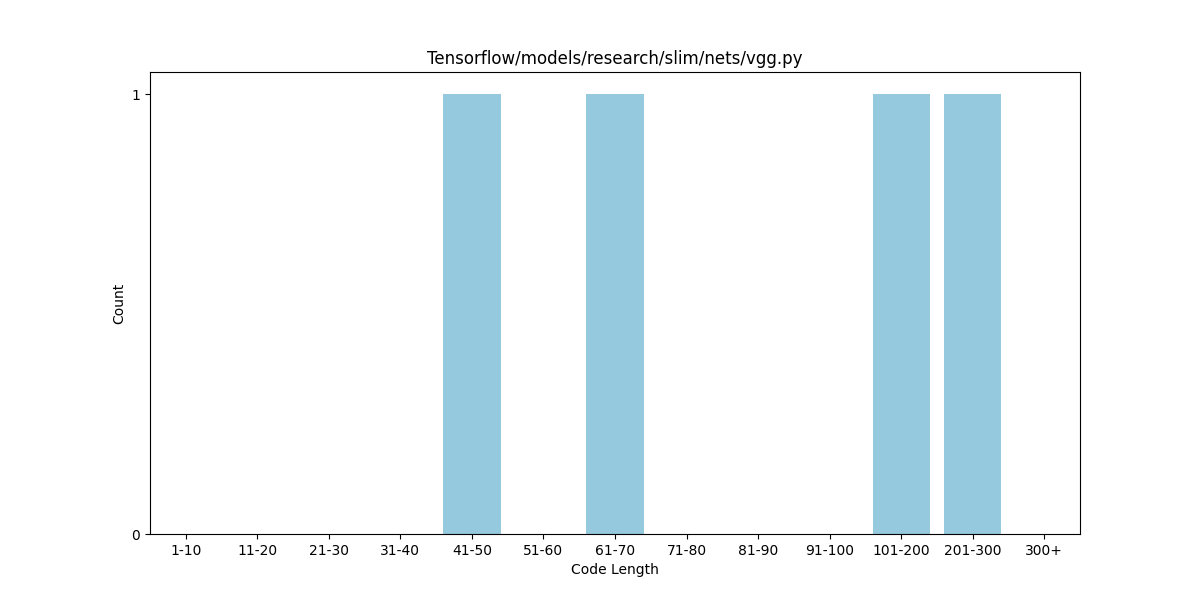 Tensorflow/models/research/slim/nets/vgg.py
1
Count
0
1-10 11-20 21-30 31-40 41-50 51-60 61-70 71-80 81-90 91-100 101-200 201-300 300+
Code Length